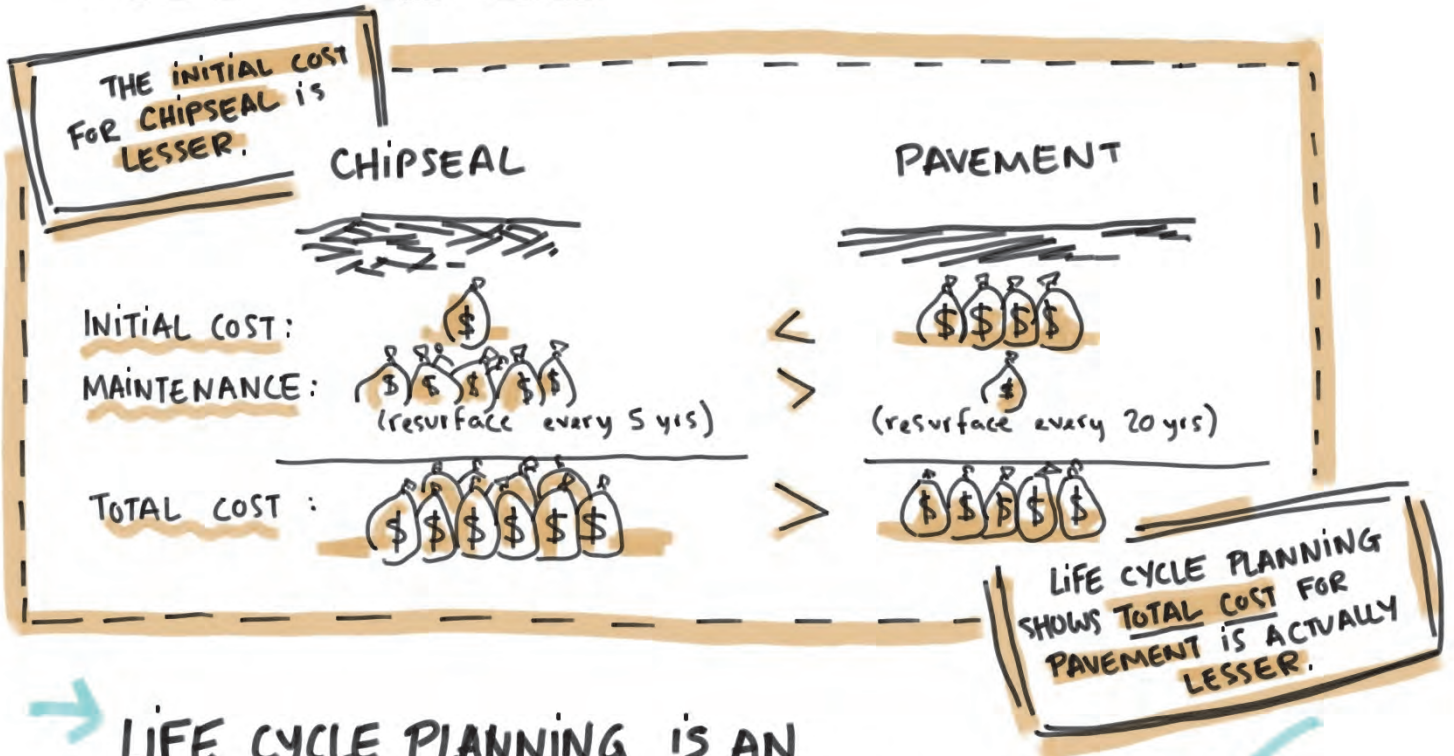 THE INITIAL COST
FOR CHIPSEAL IS
LESSER.
CHIPSEAL
PAVEMENT
INITIAL COST:
$
<
$ $ $ $
MAINTENANCE:
$ $ $ $ $
>
$
(resurface every 5 yrs)
(resurface every 20 yrs)
TOTAL COST :
$ $ $ $ $ $
>
$ $ $ $ $
LIFE CYCLE PLANNING
SHOWS TOTAL COST FOR
PAVEMENT IS ACTUALLY
LESSER.
LIFE CYCLE PLANNING IS AN